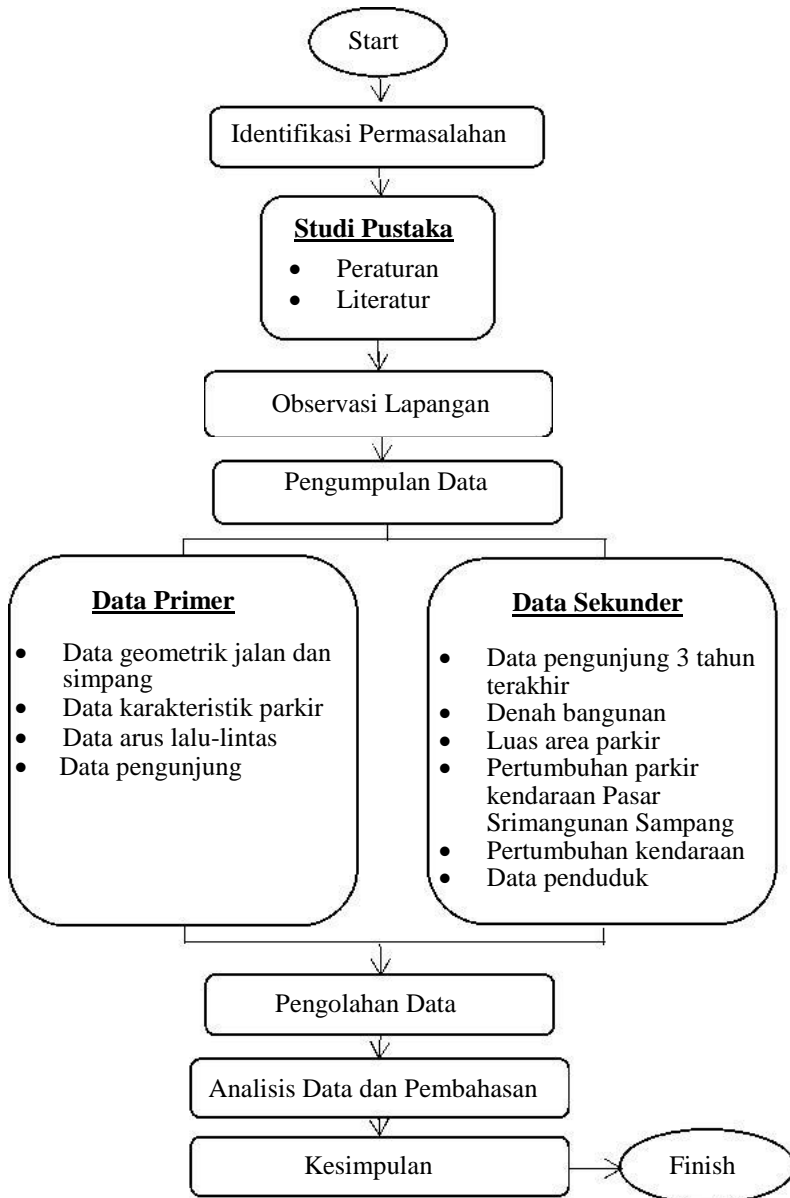 Start
Identifikasi Permasalahan
Studi Pustaka
• Peraturan
• Literatur
Observasi Lapangan
Pengumpulan Data
Data Primer
• Data geometrik jalan dan
simpang
• Data karakteristik parkir
• Data arus lalu-lintas
• Data pengunjung
Data Sekunder
• Data pengunjung 3 tahun
terakhir
• Denah bangunan
• Luas area parkir
• Pertumbuhan parkir
kendaraan Pasar
Srimangunan Sampang
• Pertumbuhan kendaraan
• Data penduduk
Pengolahan Data
Analisis Data dan Pembahasan
Kesimpulan
Finish